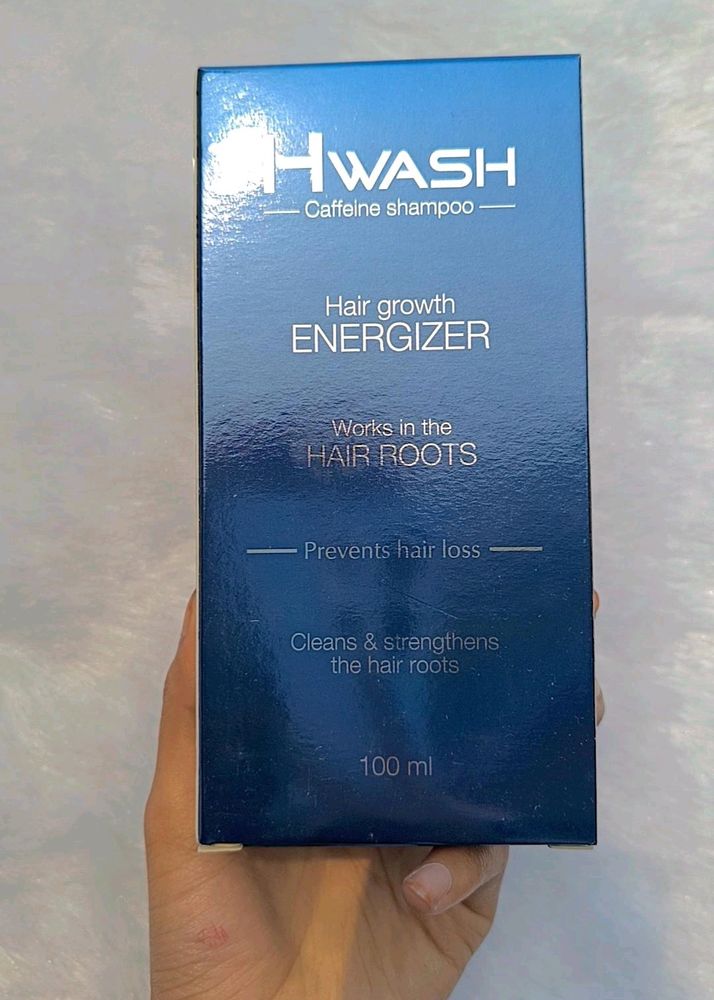 HWASH
Caffeine shampoo
Hair growth
ENERGIZER
Works in the
HAIR ROOTS
Prevents hair loss
Cleans & strengthens
the hair roots
100 ml